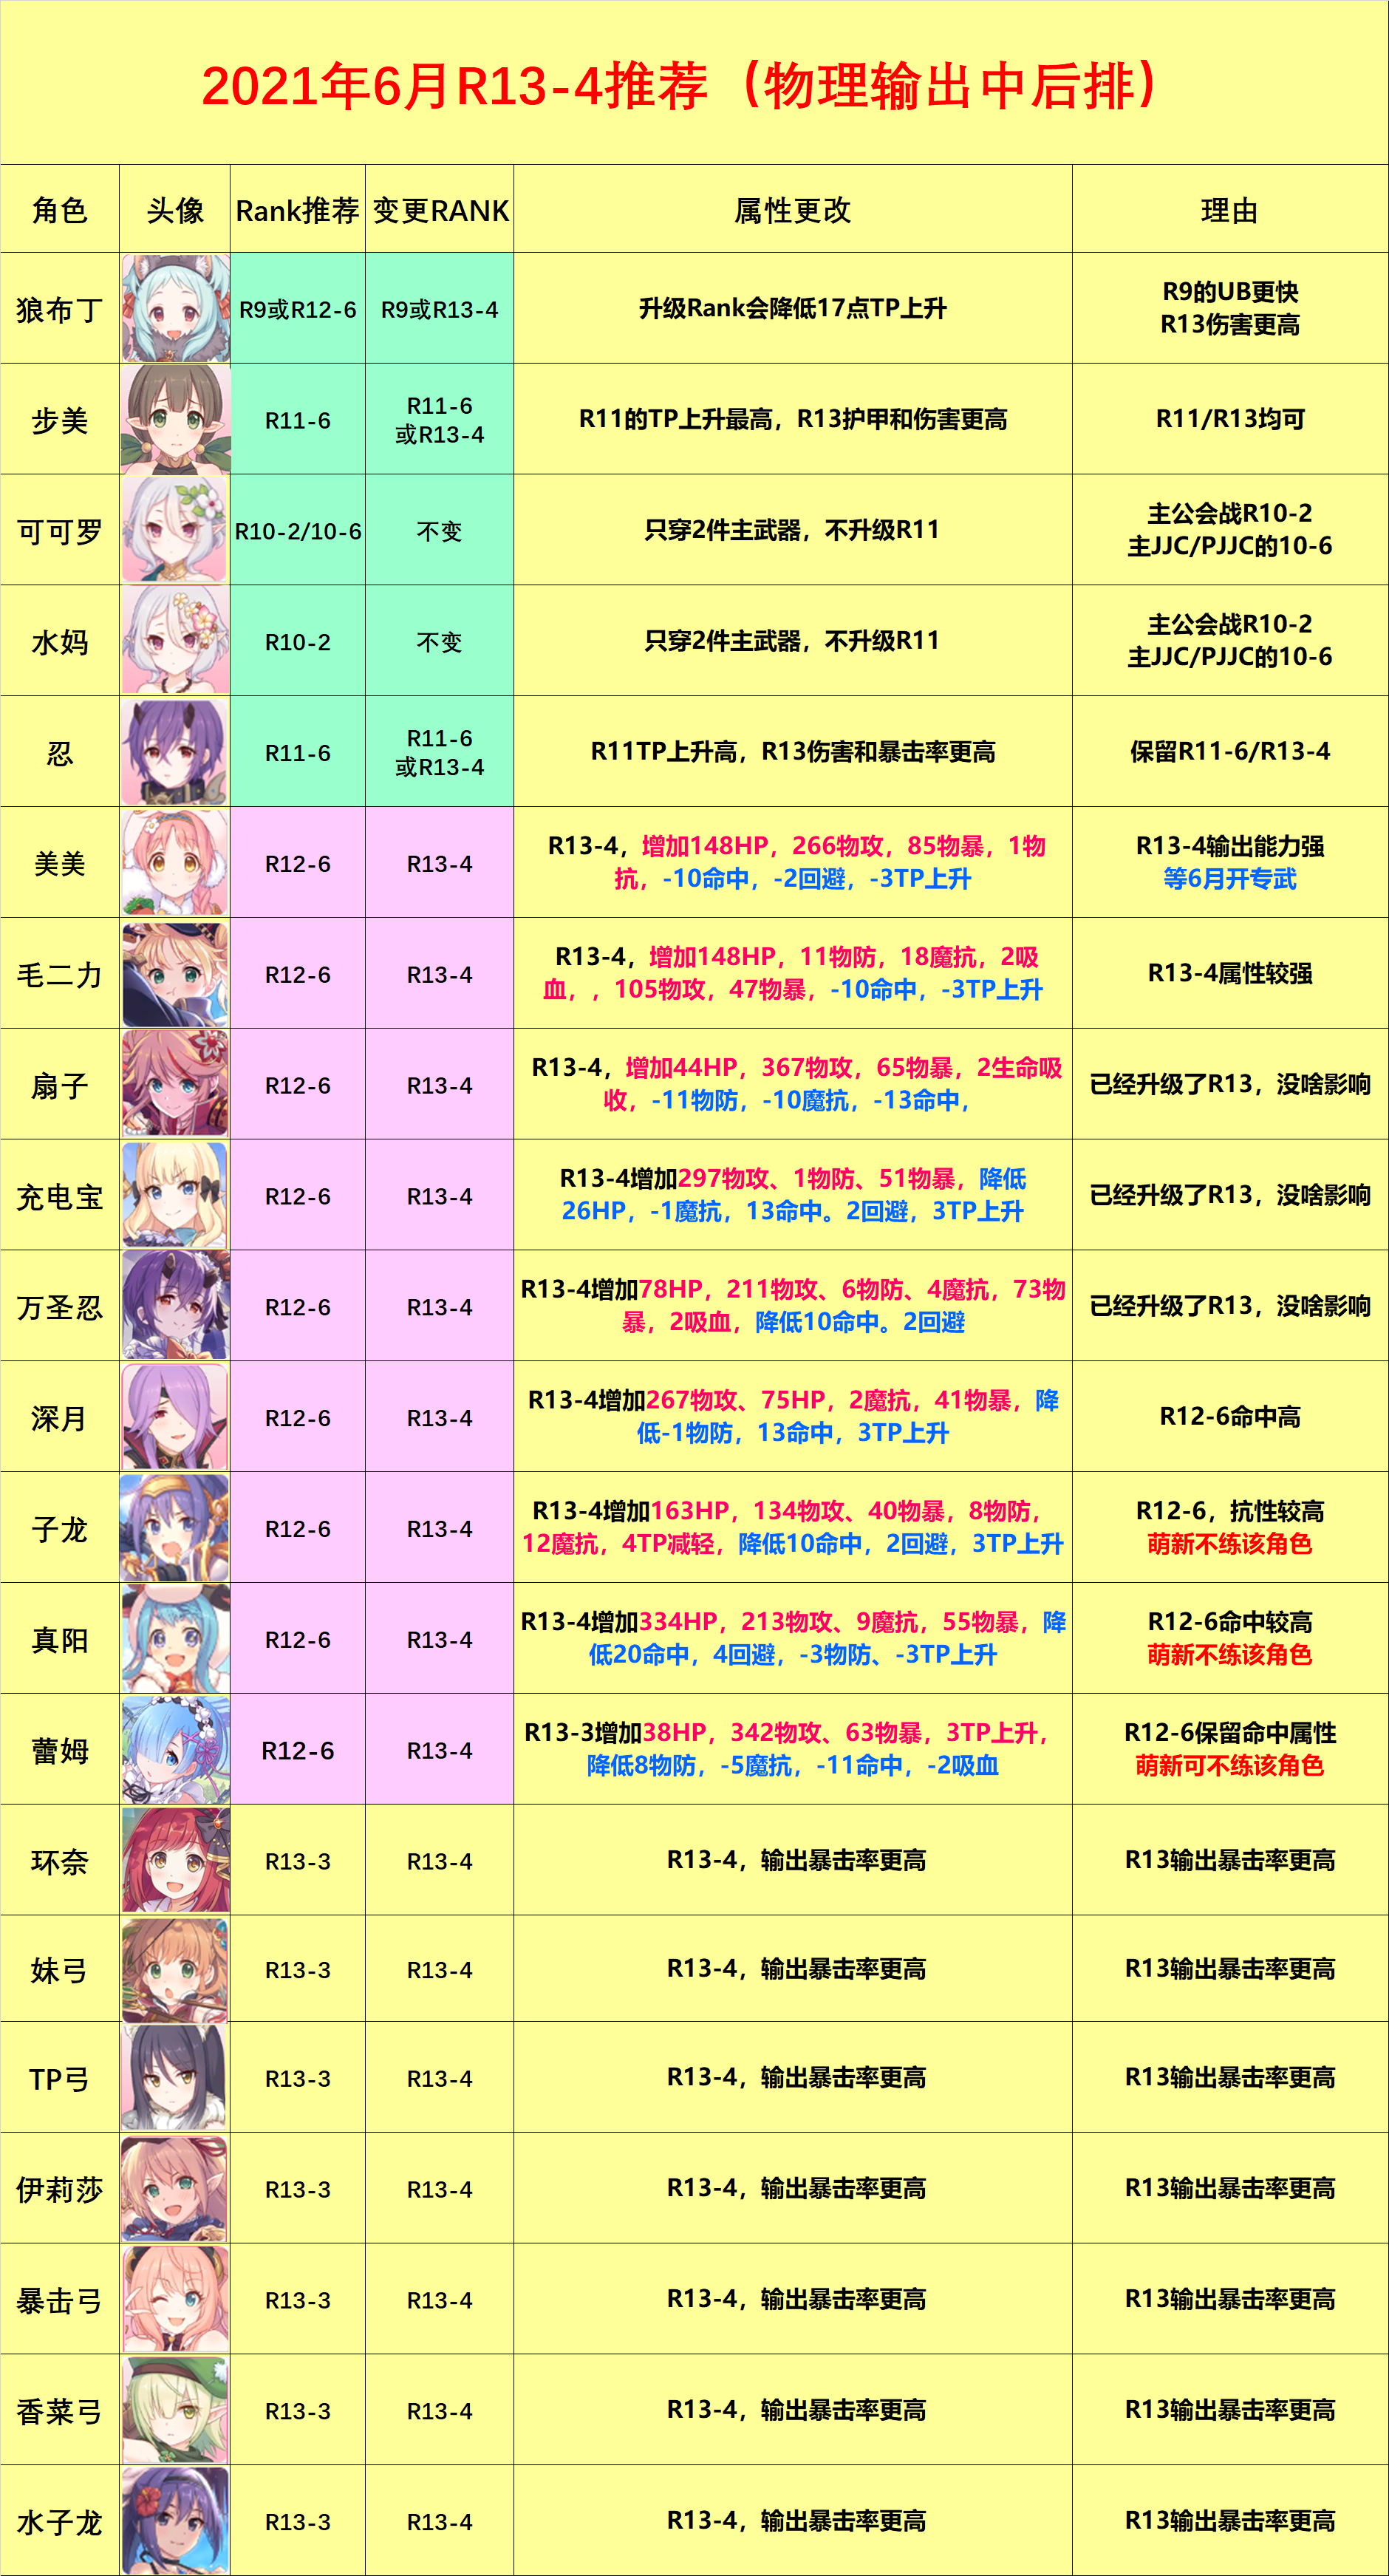 2021年6月R13-4推荐（物理输出中后排）
角色 头像 Rank推荐 变更RANK 属性更改 理由
狼布丁 R9或R12-6 R9或R13-4 升级Rank会降低17点TP上升 R9的UB更快
R13伤害更高
步美 R11-6 R11-6
或R13-4 R11的TP上升最高，R13护甲和伤害更高 R11/R13均可
可可罗 R10-2/10-6 不变 只穿2件主武器，不升级R11 主公会战R10-2
主JJC/PJJC的10-6
水妈 R10-2 不变 只穿2件主武器，不升级R11 主公会战R10-2
主JJC/PJJC的10-6
忍 R11-6 R11-6
或R13-4 R11TP上升高，R13伤害和暴击率更高 保留R11-6/R13-4
美美 R12-6 R13-4 R13-4，增加148HP，266物攻，85物暴，1物
抗，-10命中，-2回避，-3TP上升 R13-4输出能力强
等6月开专武
毛二力 R12-6 R13-4 R13-4，增加148HP，11物防，18魔抗，2吸
血，，105物攻，47物暴，-10命中，-3TP上升 R13-4属性较强
扇子 R12-6 R13-4 R13-4，增加44HP，367物攻，65物暴，2生命吸
收，-11物防，-10魔抗，-13命中， 已经升级了R13，没啥影响
充电宝 R12-6 R13-4 R13-4增加297物攻、1物防、51物暴，降低
26HP，-1魔抗，13命中。2回避，3TP上升 已经升级了R13，没啥影响
万圣忍 R12-6 R13-4 R13-4增加78HP，211物攻、6物防、4魔抗，73物
暴，2吸血，降低10命中。2回避 已经升级了R13，没啥影响
深月 R12-6 R13-4 R13-4增加267物攻、75HP，2魔抗，41物暴，降
低-1物防，13命中，3TP上升 R12-6命中高
子龙 R12-6 R13-4 R13-4增加163HP，134物攻、40物暴，8物防，
12魔抗，4TP减轻，降低10命中，2回避，3TP上升 R12-6，抗性较高
萌新不练该角色
真阳 R12-6 R13-4 R13-4增加334HP，213物攻、9魔抗，55物暴，降
低20命中，4回避，-3物防、-3TP上升 R12-6命中较高
萌新不练该角色
蕾姆 R12-6 R13-4 R13-3增加38HP，342物攻、63物暴，3TP上升，
降低8物防，-5魔抗，-11命中，-2吸血 R12-6保留命中属性
萌新可不练该角色
环奈 R13-3 R13-4 R13-4，输出暴击率更高 R13输出暴击率更高
妹弓 R13-3 R13-4 R13-4，输出暴击率更高 R13输出暴击率更高
TP弓 R13-3 R13-4 R13-4，输出暴击率更高 R13输出暴击率更高
伊莉莎 R13-3 R13-4 R13-4，输出暴击率更高 R13输出暴击率更高
暴击弓 R13-3 R13-4 R13-4，输出暴击率更高 R13输出暴击率更高
香菜弓 R13-3 R13-4 R13-4，输出暴击率更高 R13输出暴击率更高
水子龙 R13-3 R13-4 R13-4，输出暴击率更高 R13输出暴击率更高